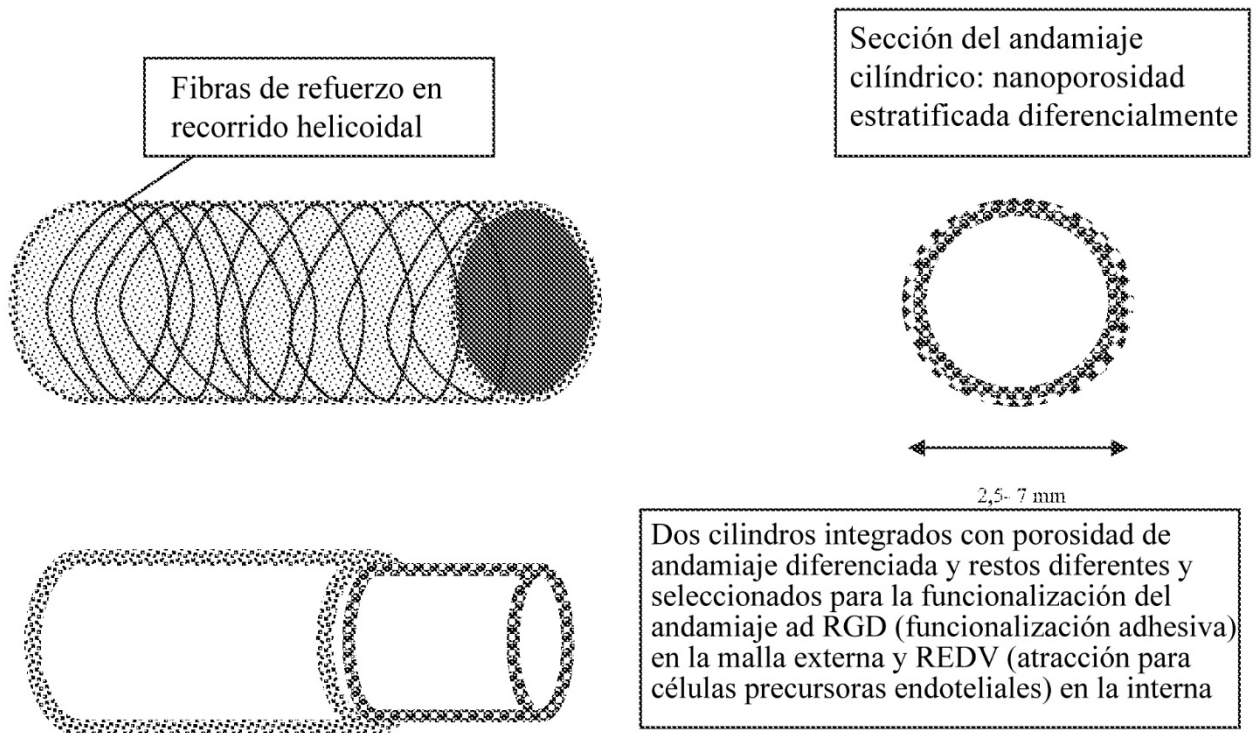 Fibras de refuerzo en
recorrido helicoidal
Sección del andamiaje
cilíndrico: nanoporosidad
estratificada diferencialmente
2,5- 7 mm
Dos cilindros integrados con porosidad de
andamiaje diferenciada y restos diferentes y
seleccionados para la funcionalización del
andamiaje ad RGD (funcionalización adhesiva)
en la malla externa y REDV (atracción para
células precursoras endoteliales) en la interna